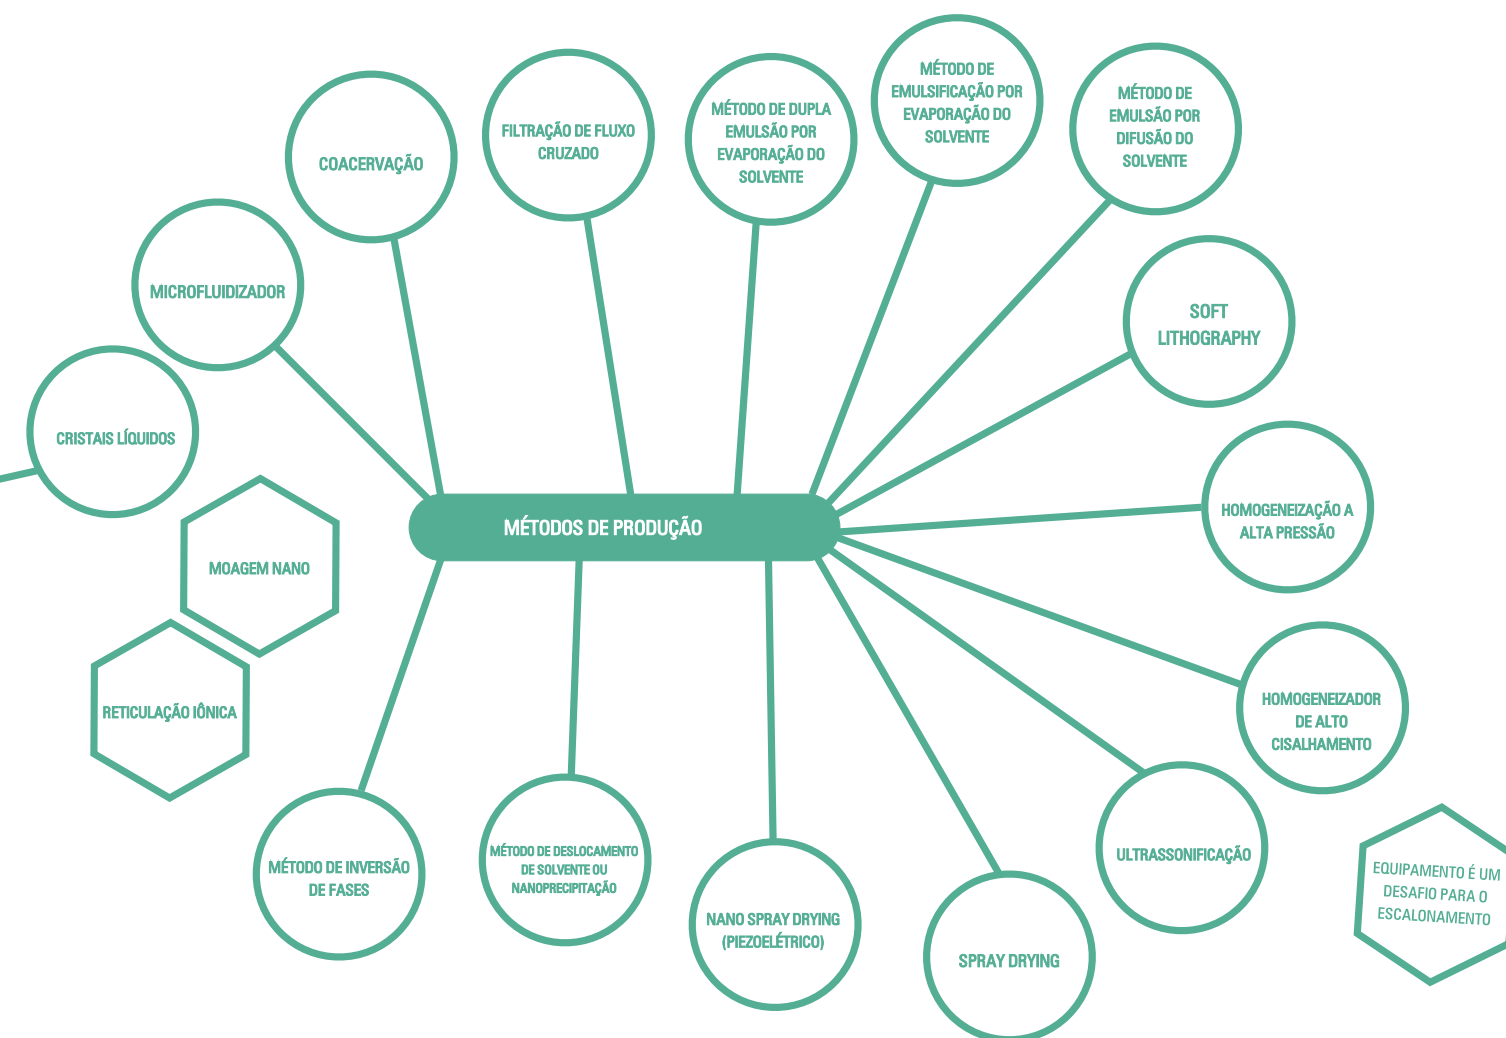 MÉTODO DE
EMULSIFICAÇÃO POR
EVAPORAÇÃO DO
SOLVENTE
MÉTODO DE
EMULSÃO POR
DIFUSÃO DO
SOLVENTE
MÉTODO DE DUPLA
EMULSÃO POR
EVAPORAÇÃO DO
SOLVENTE
FILTRAÇÃO DE FLUXO
CRUZADO
COACERVAÇÃO
MICROFLUIDIZADOR
SOFT
LITHOGRAPHY
CRISTAIS LÍQUIDOS
HOMOGENEIZAÇÃO A
ALTA PRESSÃO
MÉTODOS DE PRODUÇÃO
MOAGEM NANO
RETICULAÇÃO IÔNICA
HOMOGENEIZADOR
DE ALTO
CISALHAMENTO
MÉTODO DE INVERSÃO
DE FASES
MÉTODO DE DESLOCAMENTO
DE SOLVENTE OU
NANOPRECIPITAÇÃO
NANO SPRAY DRYING
(PIEZOELÉTRICO)
SPRAY DRYING
ULTRASSONIFICAÇÃO
EQUIPAMENTO É UM
DESAFIO PARA O
ESCALONAMENTO